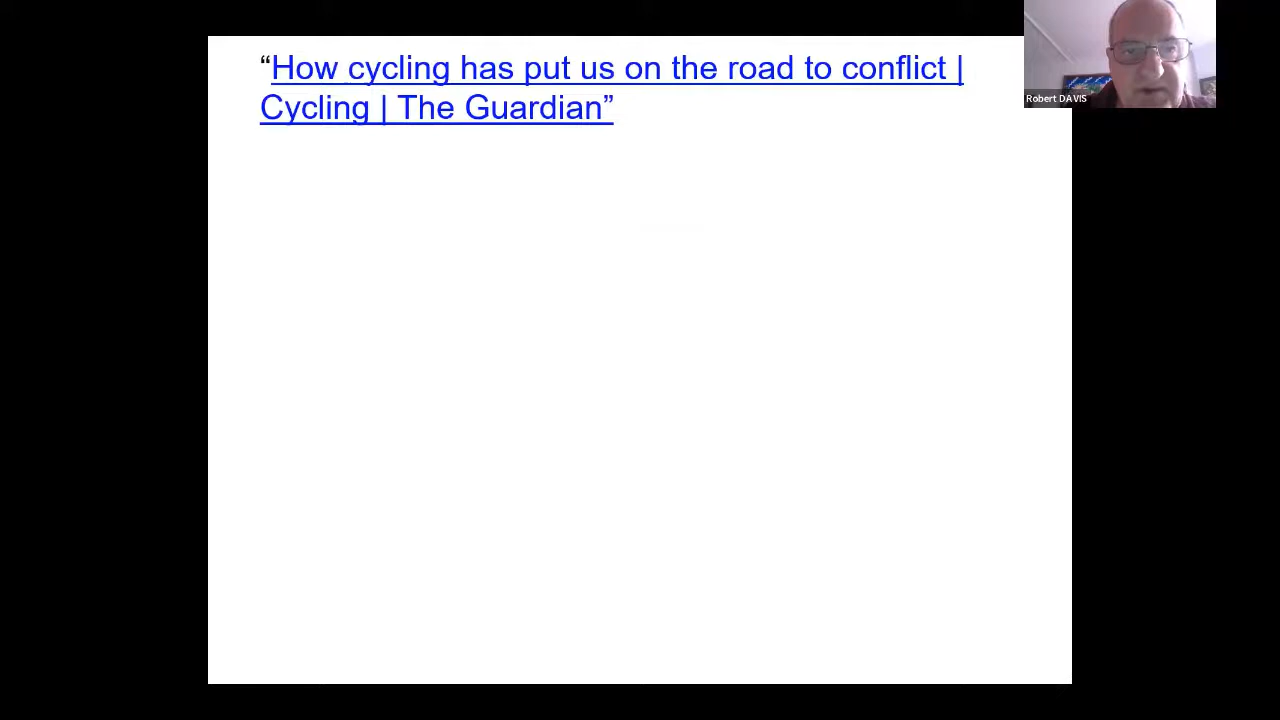 “How cycling has put us on the road to conflict |
Cycling | The Guardian”
Robert DAVIS